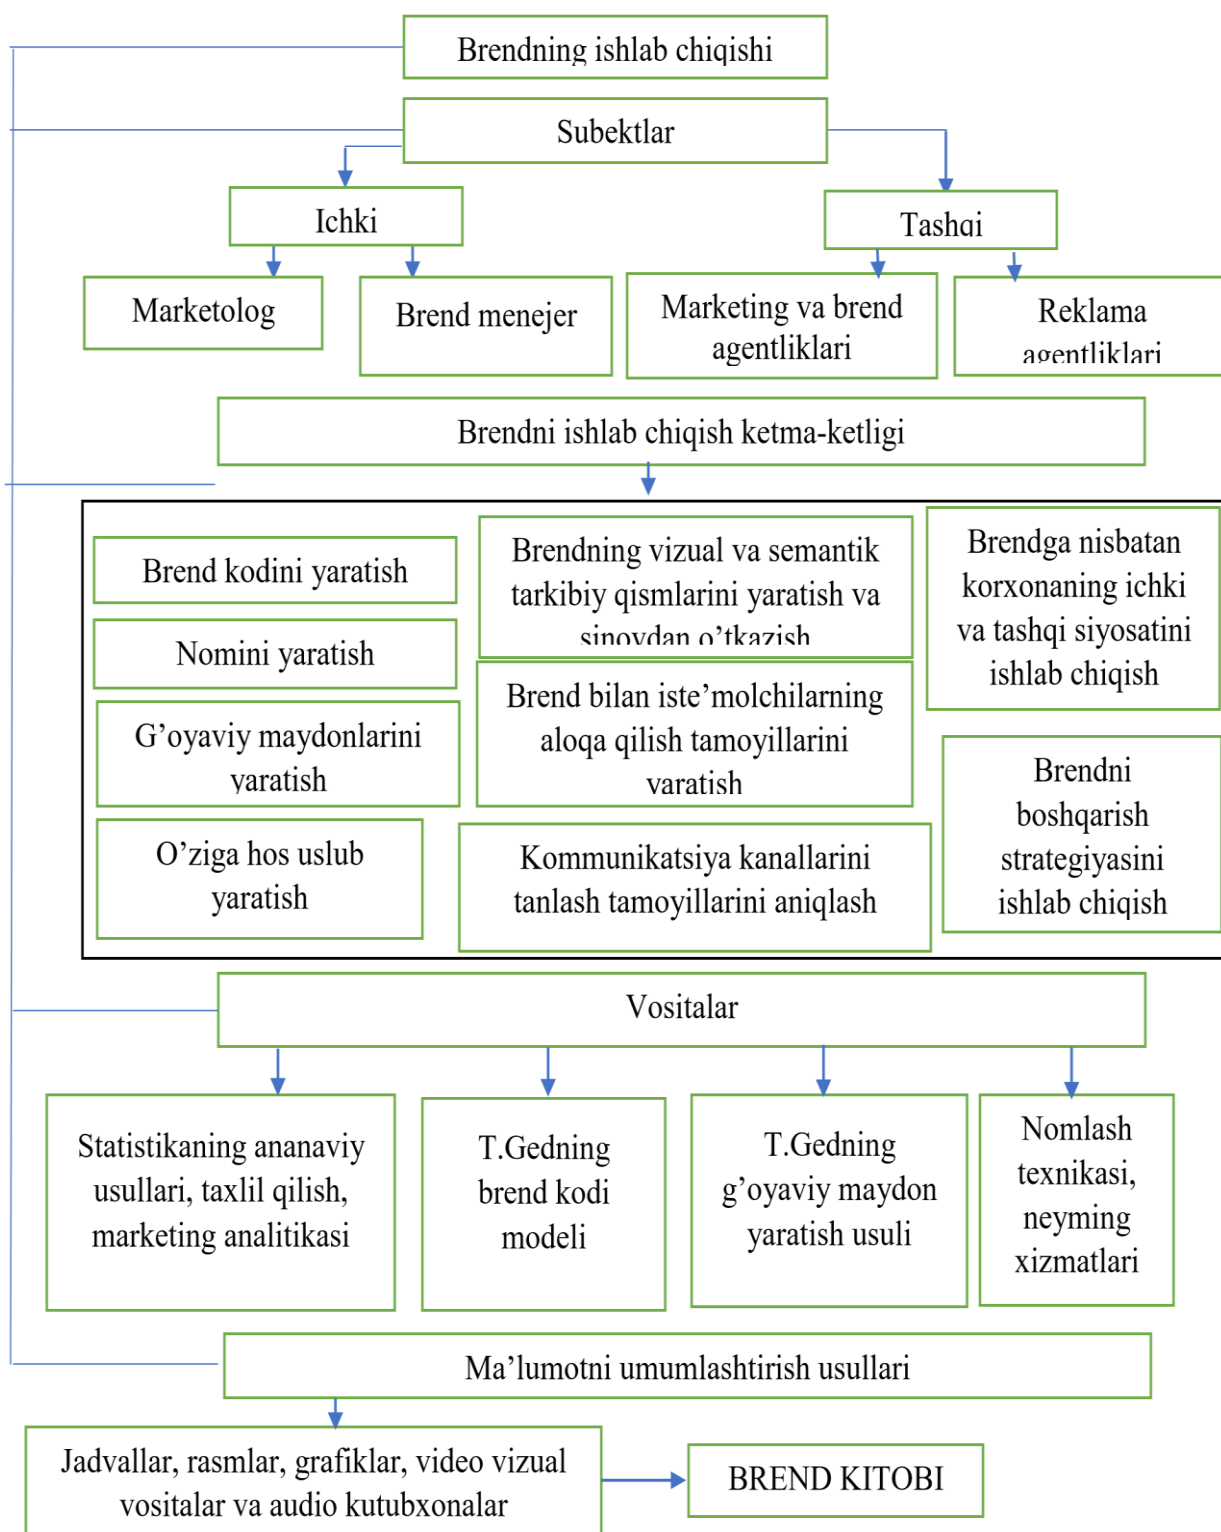 Brendning ishlab chiqishi
Subektlar
Ichki
Tashqi
Marketolog
Brend menejer
Marketing va brend
agentliklari
Reklama
agentliklari
Brendni ishlab chiqish ketma-ketligi
Brend kodini yaratish
Nomini yaratish
G’oyaviy maydonlarini
yaratish
O’ziga hos uslub
yaratish
Brendning vizual va semantik
tarkibiy qismlarini yaratish va
sinovdan o’tkazish
Brend bilan iste’molchilarning
aloqa qilish tamoyillarini
yaratish
Kommunikatsiya kanallarini
tanlash tamoyillarini aniqlash
Brendga nisbatan
korxonaning ichki
va tashqi siyosatini
ishlab chiqish
Brendni
boshqarish
strategiyasini
ishlab chiqish
Vositalar
Statistikaning ananaviy
usullari, taxlil qilish,
marketing analitikasi
T.Gedning
brend kodi
modeli
T.Gedning
g’oyaviy maydon
yaratish usuli
Nomlash
texnikasi,
neyming
xizmatlari
Ma’lumotni umumlashtirish usullari
Jadvallar, rasmlar, grafiklar, video vizual
vositalar va audio kutubxonalar
BREND KITOBI